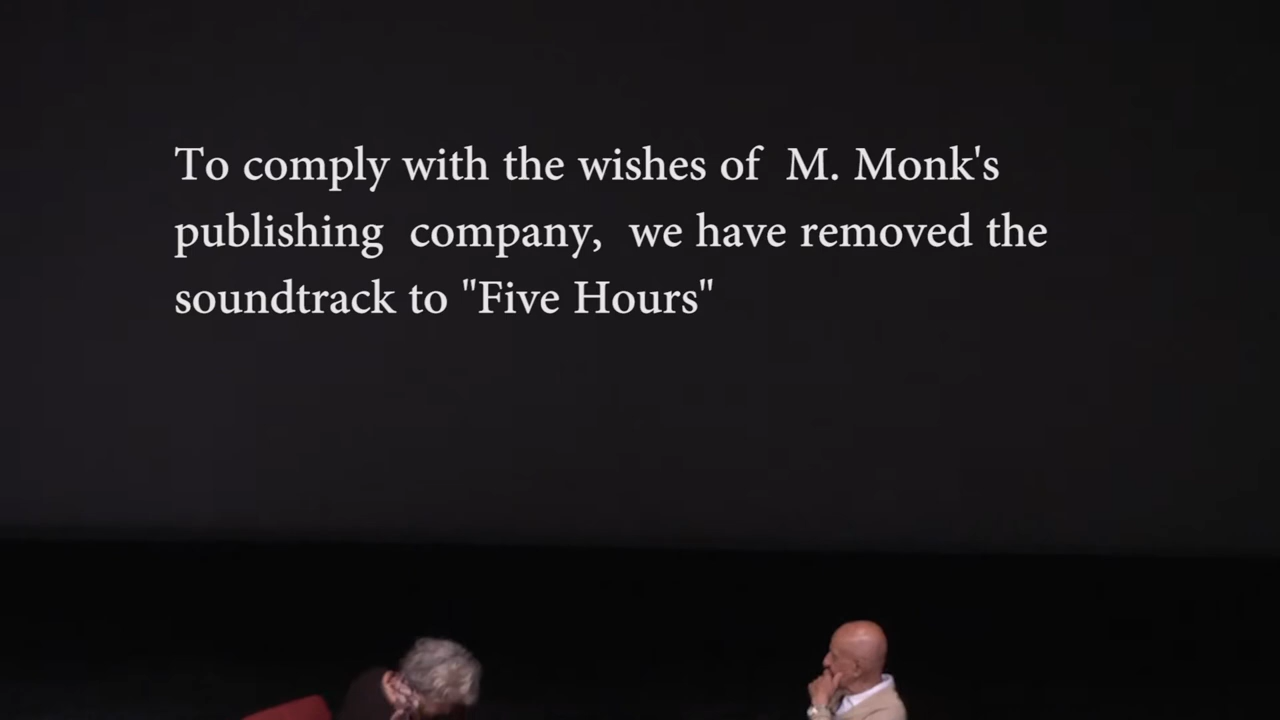 To comply with the wishes of  M. Monk's
publishing  company,  we have removed the
soundtrack to "Five Hours"